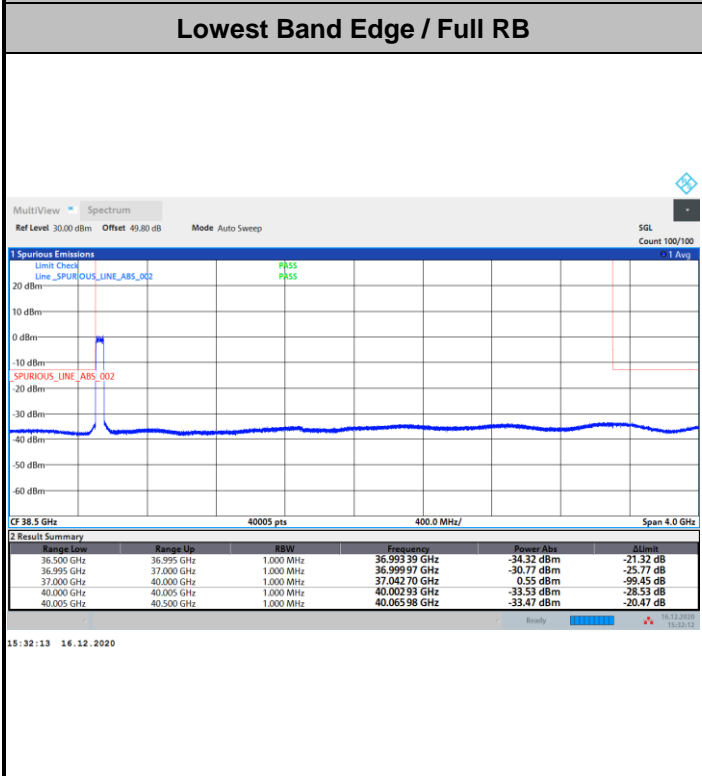 Lowest Band Edge / Full RB
MultiView Spectrum
Ref Level 30.00 dBm Offset 49.80 dB Mode Auto Sweep SGL
Count 100/100
1 Spurious Emissions 1 Avg
Limit Check PASS
Line _SPURIOUS_LINE_ABS_002 PASS
20 dBm
10 dBm
0 dBm
-10 dBm
_SPURIOUS_LINE_ABS_002
-20 dBm
-30 dBm
-40 dBm
-50 dBm
-60 dBm
CF 38.5 GHz 40005 pts 400.0 MHz/ Span 4.0 GHz
2 Result Summary
Range Low Range Up RBW Frequency Power Abs ΔLimit
36.500 GHz 36.995 GHz 1.000 MHz 36.993 39 GHz -34.32 dBm -21.32 dB
36.995 GHz 37.000 GHz 1.000 MHz 36.999 97 GHz -30.77 dBm -25.77 dB
37.000 GHz 40.000 GHz 1.000 MHz 37.042 70 GHz 0.55 dBm -99.45 dB
40.000 GHz 40.005 GHz 1.000 MHz 40.002 93 GHz -33.53 dBm -28.53 dB
40.005 GHz 40.500 GHz 1.000 MHz 40.065 98 GHz -33.47 dBm -20.47 dB
Ready 16.12.2020
15:32:12
15:32:13 16.12.2020